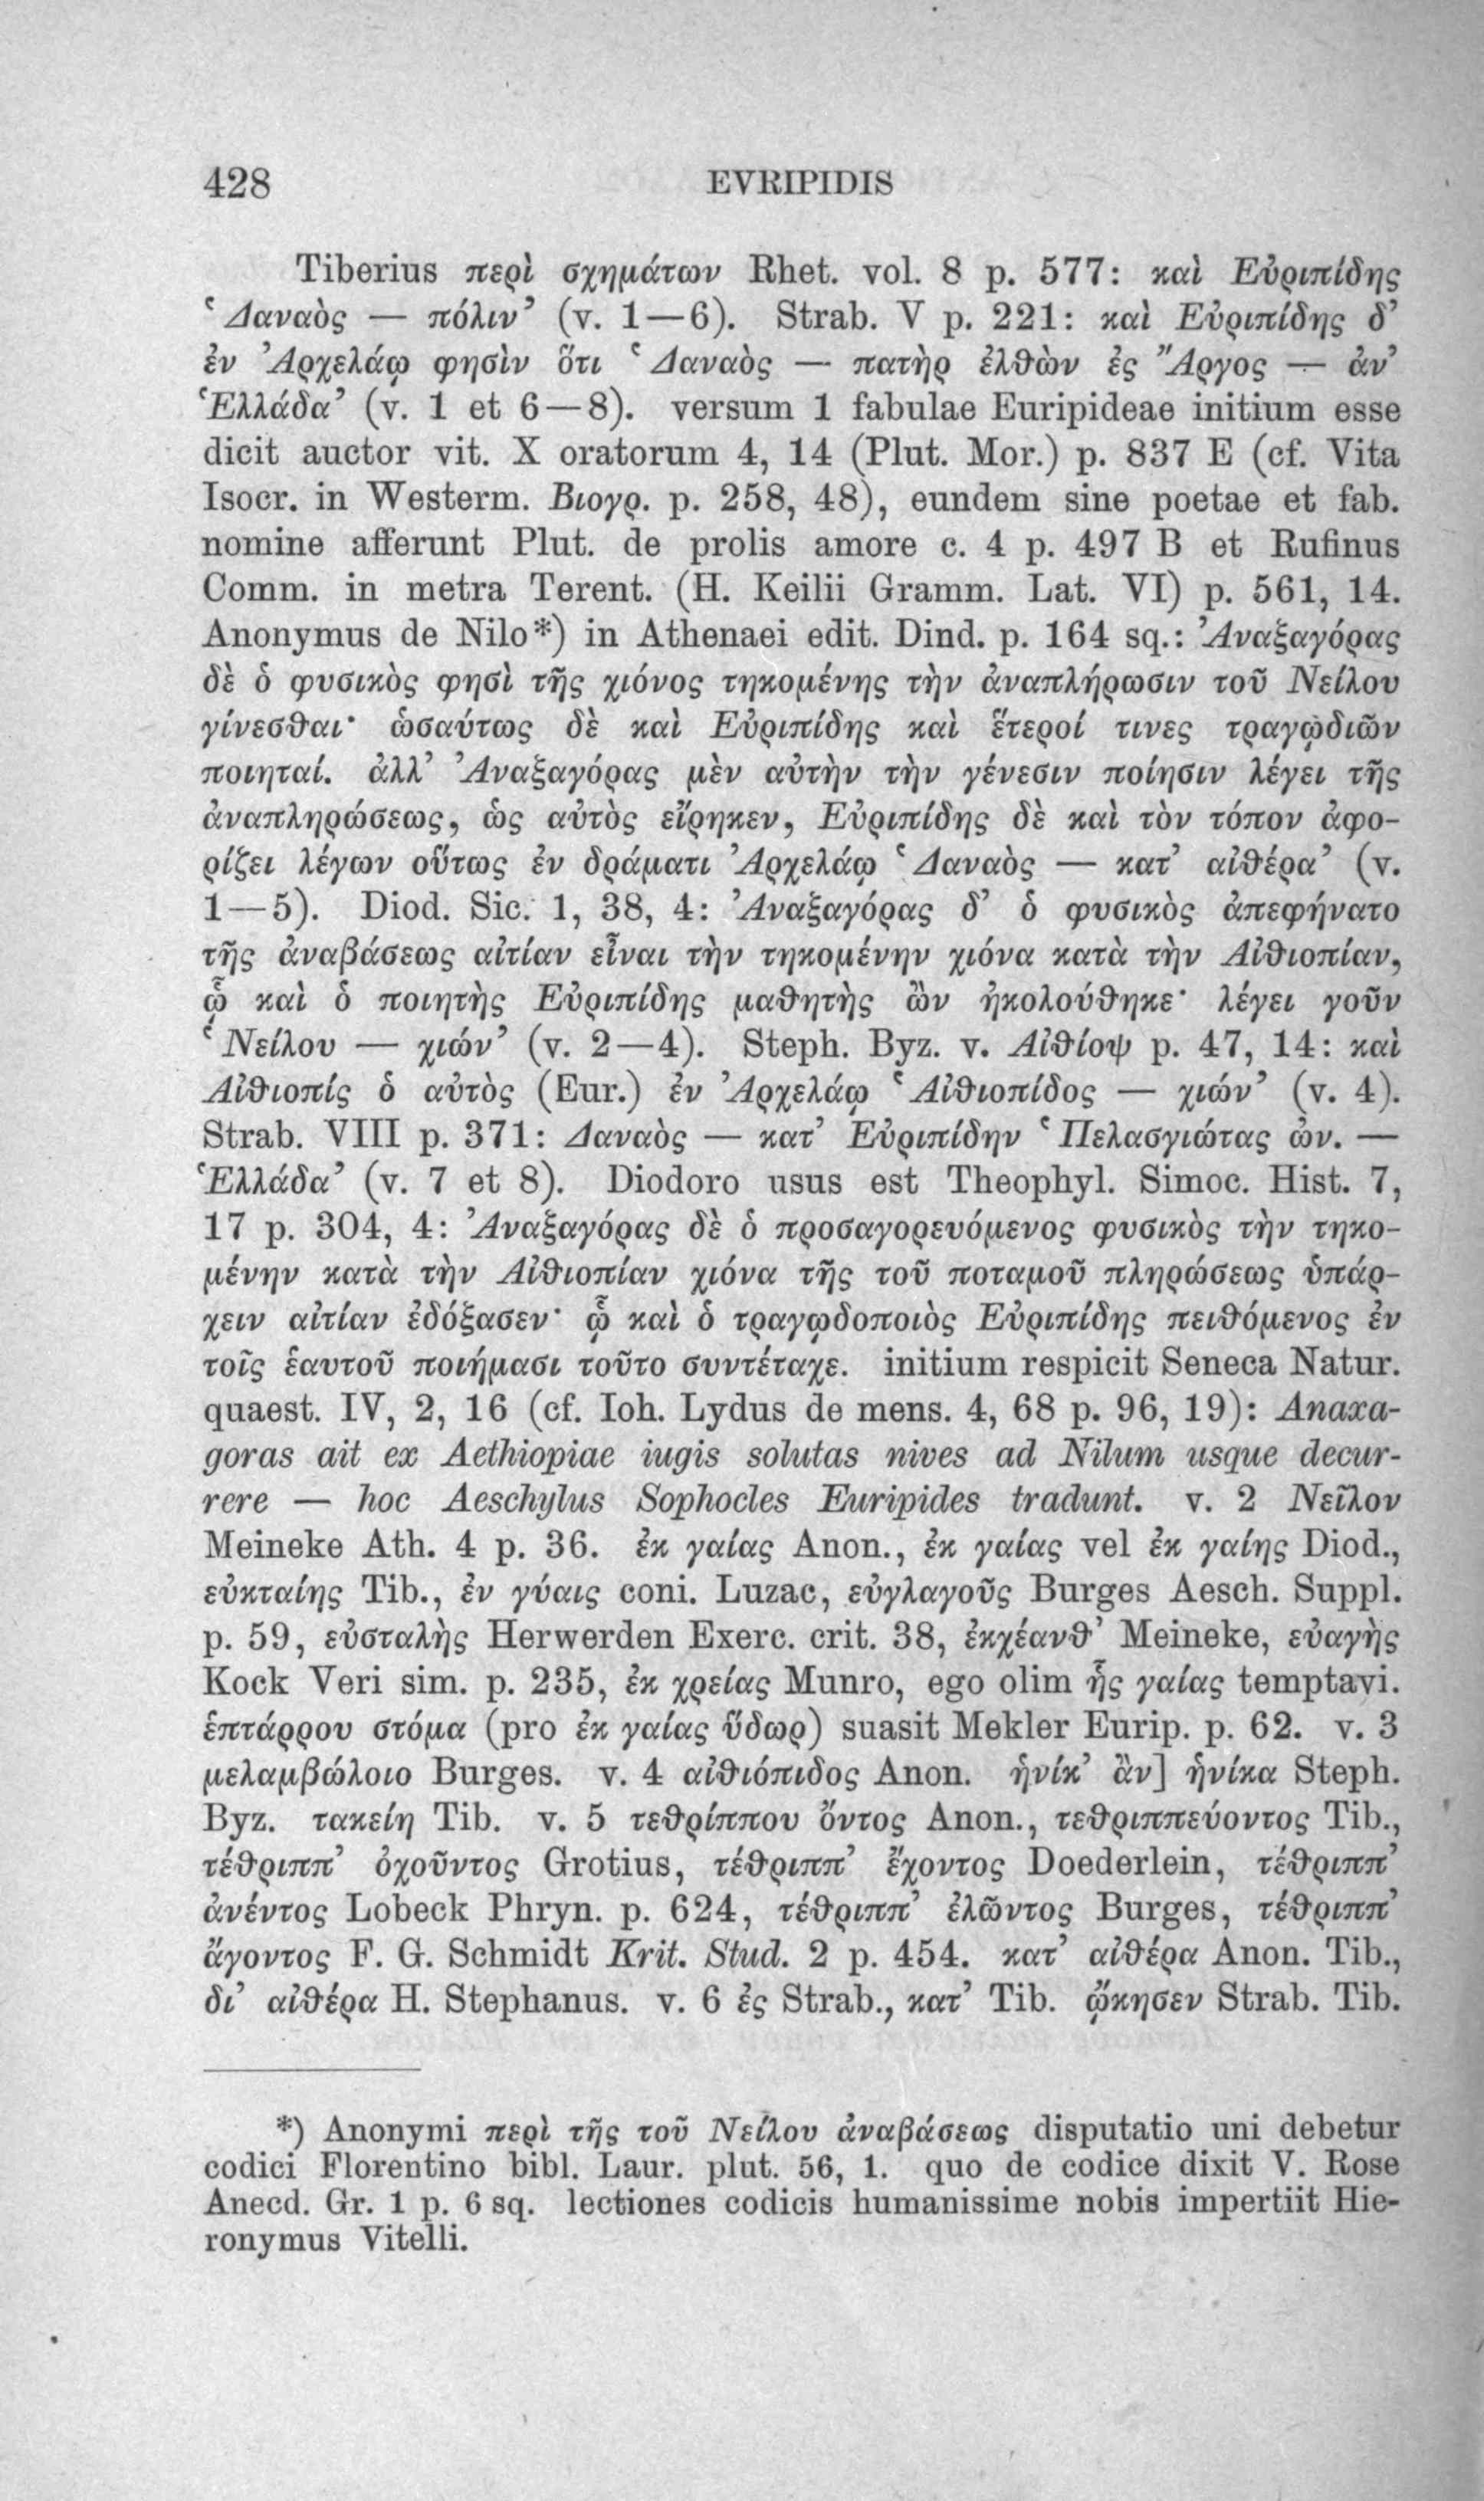 428 EVRIPIDIS
Tiberius περὶ σχημάτων Rhet. vol. 8 p. 577: καὶ Εὐριπίδης
‘Δαναὸς — πόλιν’ (v. 1—6). Strab. V p. 221: καὶ Εὐριπίδης δ’
ἐν Ἀρχελάῳ φησὶν ὅτι ‘Δαναὸς — πατὴρ ἐλθὼν ἐς Ἄργος — ἀν’
Ἑλλάδα’ (v. 1 et 6—8). versum 1 fabulae Euripideae initium esse
dicit auctor vit. X oratorum 4, 14 (Plut. Mor.) p. 837 E (cf. Vita
Isocr. in Westerm. Βιογρ. p. 258, 48), eundem sine poetae et fab.
nomine afferunt Plut. de prolis amore c. 4 p. 497 B et Rufinus
Comm. in metra Terent. (H. Keilii Gramm. Lat. VI) p. 561, 14.
Anonymus de Nilo*) in Athenaei edit. Dind. p. 164 sq.: Ἀναξαγόρας
δὲ ὁ φυσικὸς φησὶ τῆς χιόνος τηκομένης τὴν ἀναπλήρωσιν τοῦ Νείλου
γίνεσθαι· ὡσαύτως δὲ καὶ Εὐριπίδης καὶ ἕτεροί τινες τραγῳδιῶν
ποιηταί. ἀλλ’ Ἀναξαγόρας μὲν αὐτὴν τὴν γένεσιν ποίησιν λέγει τῆς
ἀναπληρώσεως, ὡς αὐτὸς εἴρηκεν, Εὐριπίδης δὲ καὶ τὸν τόπον ἀφο-
ρίζει λέγων οὕτως ἐν δράματι Ἀρχελάῳ ‘Δαναὸς — κατ’ αἰθέρα’ (v.
1—5). Diod. Sic. 1, 38, 4: Ἀναξαγόρας δ’ ὁ φυσικὸς ἀπεφήνατο
τῆς ἀναβάσεως αἰτίαν εἶναι τὴν τηκομένην χιόνα κατὰ τὴν Αἰθιοπίαν,
ᾧ καὶ ὁ ποιητὴς Εὐριπίδης μαθητὴς ὢν ἠκολούθηκε· λέγει γοῦν
‘Νείλου — χιών’ (v. 2—4). Steph. Byz. v. Αἰθίοψ p. 47, 14: καὶ
Αἰθιοπίς ὁ αὐτὸς (Eur.) ἐν Ἀρχελάῳ ‘Αἰθιοπίδος — χιών’ (v. 4).
Strab. VIII p. 371: Δαναὸς — κατ’ Εὐριπίδην ‘Πελασγιώτας ὠν. —
Ἑλλάδα’ (v. 7 et 8). Diodoro usus est Theophyl. Simoc. Hist. 7,
17 p. 304, 4: Ἀναξαγόρας δὲ ὁ προσαγορευόμενος φυσικὸς τὴν τηκο-
μένην κατὰ τὴν Αἰθιοπίαν χιόνα τῆς τοῦ ποταμοῦ πληρώσεως ὑπάρ-
χειν αἰτίαν ἐδόξασεν· ᾧ καὶ ὁ τραγῳδοποιὸς Εὐριπίδης πειθόμενος ἐν
τοῖς ἑαυτοῦ ποιήμασι τοῦτο συντέταχε. initium respicit Seneca Natur.
quaest. IV, 2, 16 (cf. Ioh. Lydus de mens. 4, 68 p. 96, 19): Anaxa-
goras ait ex Aethiopiae iugis solutas nives ad Nilum usque decur-
rere — hoc Aeschylus Sophocles Euripides tradunt. v. 2 Νεῖλον
Meineke Ath. 4 p. 36. ἐκ γαίας Anon., ἐκ γαίας vel ἐκ γαίης Diod.,
εὐκταίης Tib., ἐν γύαις coni. Luzac, εὐγλαγοῦς Burges Aesch. Suppl.
p. 59, εὐσταλὴς Herwerden Exerc. crit. 38, ἐκχέανθ’ Meineke, εὐαγὴς
Kock Veri sim. p. 235, ἐκ χρείας Munro, ego olim ἧς γαίας temptavi.
ἑπτάρρου στόμα (pro ἐκ γαίας ὕδωρ) suasit Mekler Eurip. p. 62. v. 3
μελαμβώλοιο Burges. v. 4 αἰθιόπιδος Anon. ἡνίκ’ ἂν] ἡνίκα Steph.
Byz. τακείη Tib. v. 5 τεθρίππου ὄντος Anon., τεθριππεύοντος Tib.,
τέθριππ’ ὀχοῦντος Grotius, τέθριππ’ ἔχοντος Doederlein, τέθριππ’
ἀνέντος Lobeck Phryn. p. 624, τέθριππ’ ἐλῶντος Burges, τέθριππ’
ἄγοντος F. G. Schmidt Krit. Stud. 2 p. 454. κατ’ αἰθέρα Anon. Tib.,
δι’ αἰθέρα H. Stephanus. v. 6 ἐς Strab., κατ’ Tib. ᾤκησεν Strab. Tib.
*) Anonymi περὶ τῆς τοῦ Νείλου ἀναβάσεως disputatio uni debetur
codici Florentino bibl. Laur. plut. 56, 1. quo de codice dixit V. Rose
Anecd. Gr. 1 p. 6 sq. lectiones codicis humanissime nobis impertiit Hie-
ronymus Vitelli.